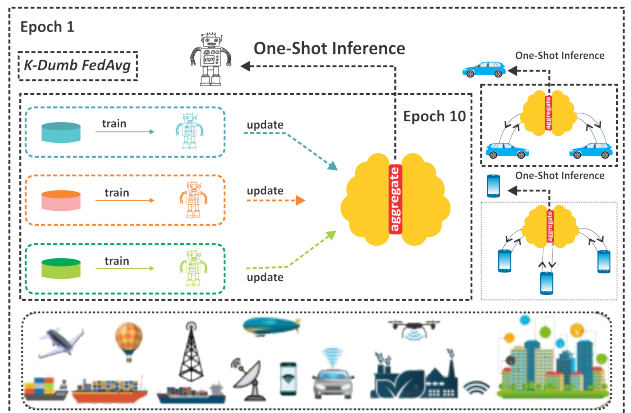 Epoch 1
K-Dumb FedAvg
One-Shot Inference
Epoch 10
train
update
train
update
train
update
aggregate
One-Shot Inference
aggregate
One-Shot Inference
aggregate